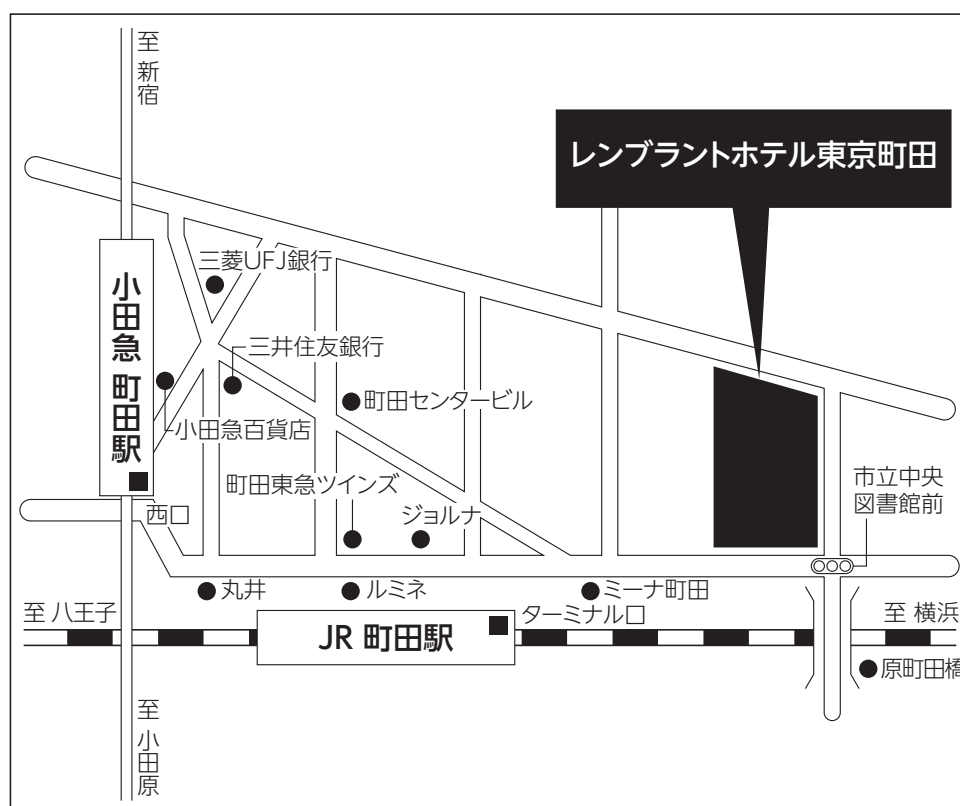 至 新宿
レンブラントホテル東京町田
三菱UFJ銀行
小田急 町田駅
三井住友銀行
町田センタービル
小田急百貨店
町田東急ツインズ
ジョルナ
市立中央
図書館前
西口
丸井
ルミネ
ミーナ町田
至 八王子
ターミナル口
至 横浜
JR 町田駅
原町田橋
至 小田原